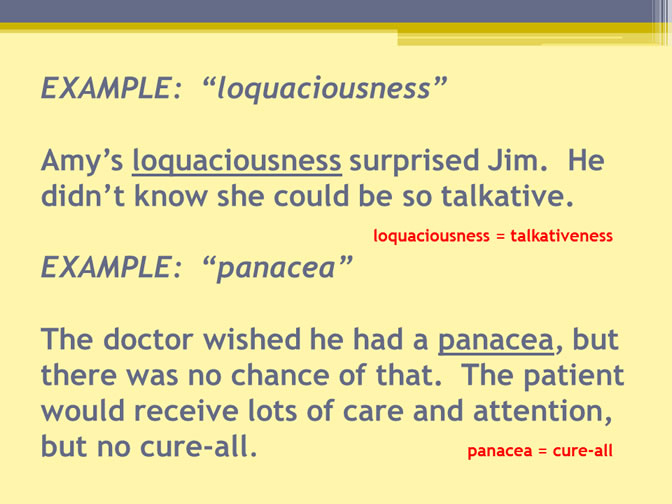 EXAMPLE:  “loquaciousness”
Amy’s loquaciousness surprised Jim.  He
didn’t know she could be so talkative.
loquaciousness = talkativeness
EXAMPLE:  “panacea”
The doctor wished he had a panacea, but
there was no chance of that.  The patient
would receive lots of care and attention,
but no cure-all.
panacea = cure-all